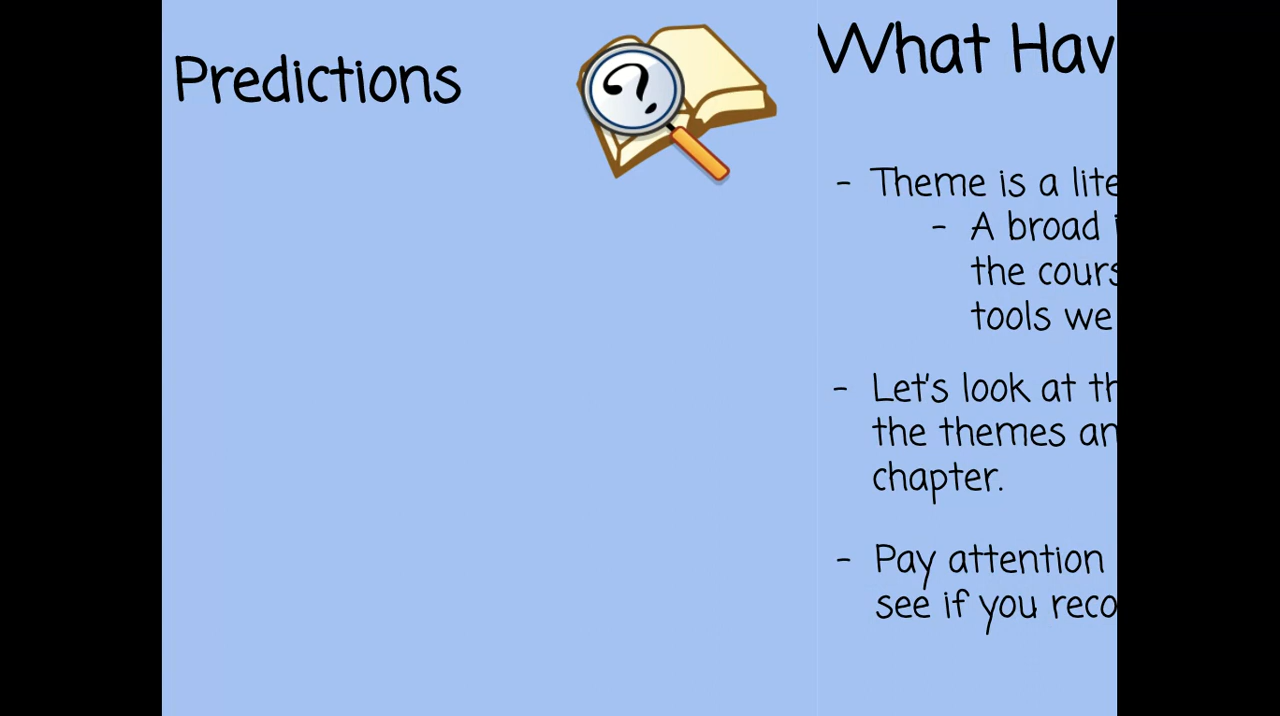 Predictions
?
What Hav
- Theme is a lite
- A broad
the cours
tools we
- Let's look at th
the themes an
chapter.
- Pay attention
see if you reco